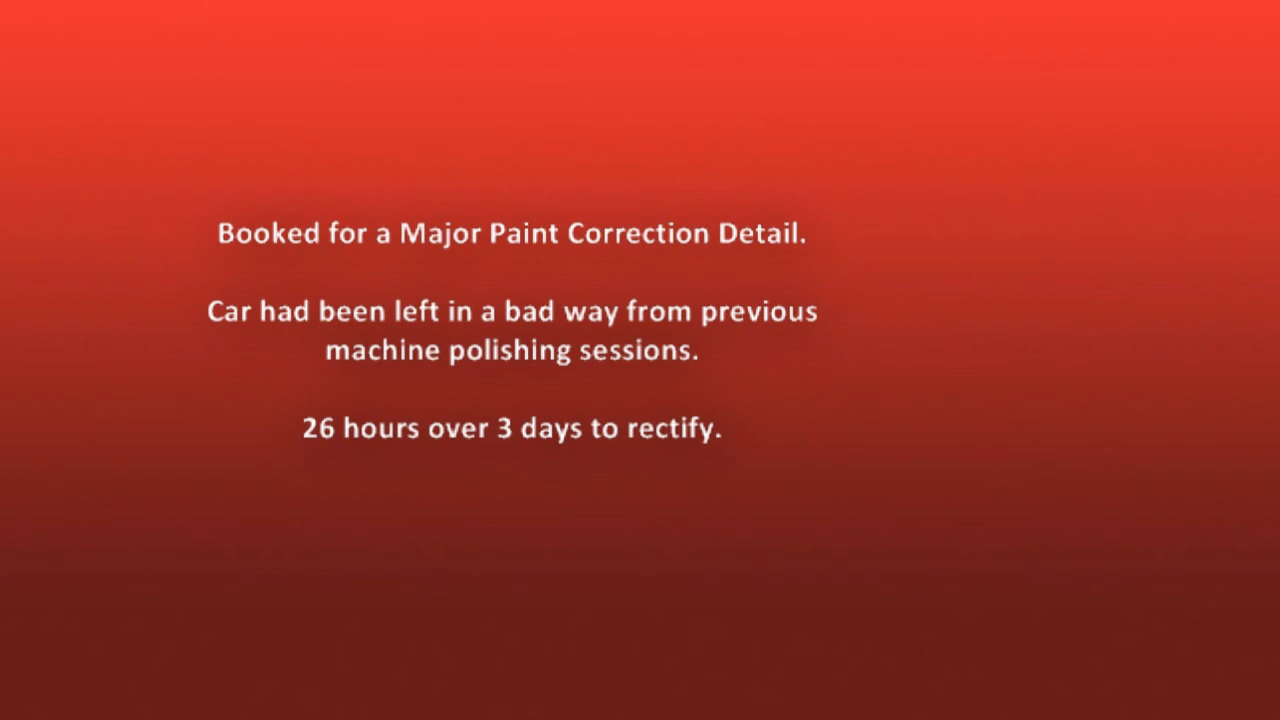 Booked for a Major Paint Correction Detail.
Car had been left in a bad way from previous
machine polishing sessions.
26 hours over 3 days to rectify.